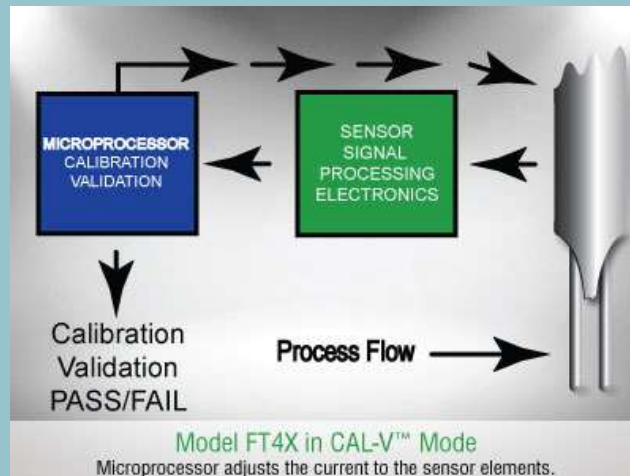 MICROPROCESSOR
CALIBRATION
VALIDATION
SENSOR
SIGNAL
PROCESSING
ELECTRONICS
Calibration
Validation
PASS/FAIL
Process Flow
Model FT4X in CAL-V™ Mode
Microprocessor adjusts the current to the sensor elements.